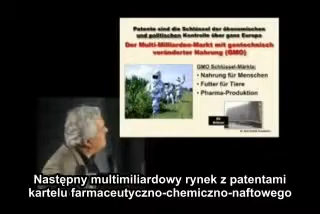 Patente sind die Schlüssel der ökonomischen
und politischen Kontrolle über ganz Europa
Der Multi-Milliarden-Markt mit gentechnisch
veränderter Nahrung (GMO)
GMO Schlüssel-Märkte:
• Nahrung für Menschen
• Futter für Tiere
• Pharma-Produktion
Następny multimiliardowy rynek z patentami
kartelu farmaceutyczno-chemiczno-naftowego